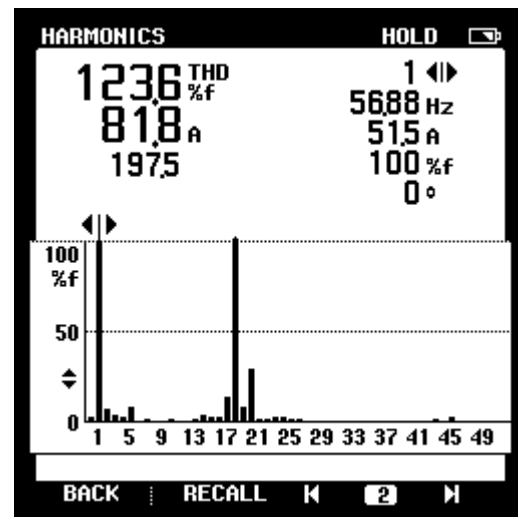 HARMONICS HOLD
123,6 THD %f
81,8 A
197,5
1
56,88 Hz
51,5 A
100 %f
0 °
100
%f
50
0
1 5 9 13 17 21 25 29 33 37 41 45 49
BACK RECALL 2